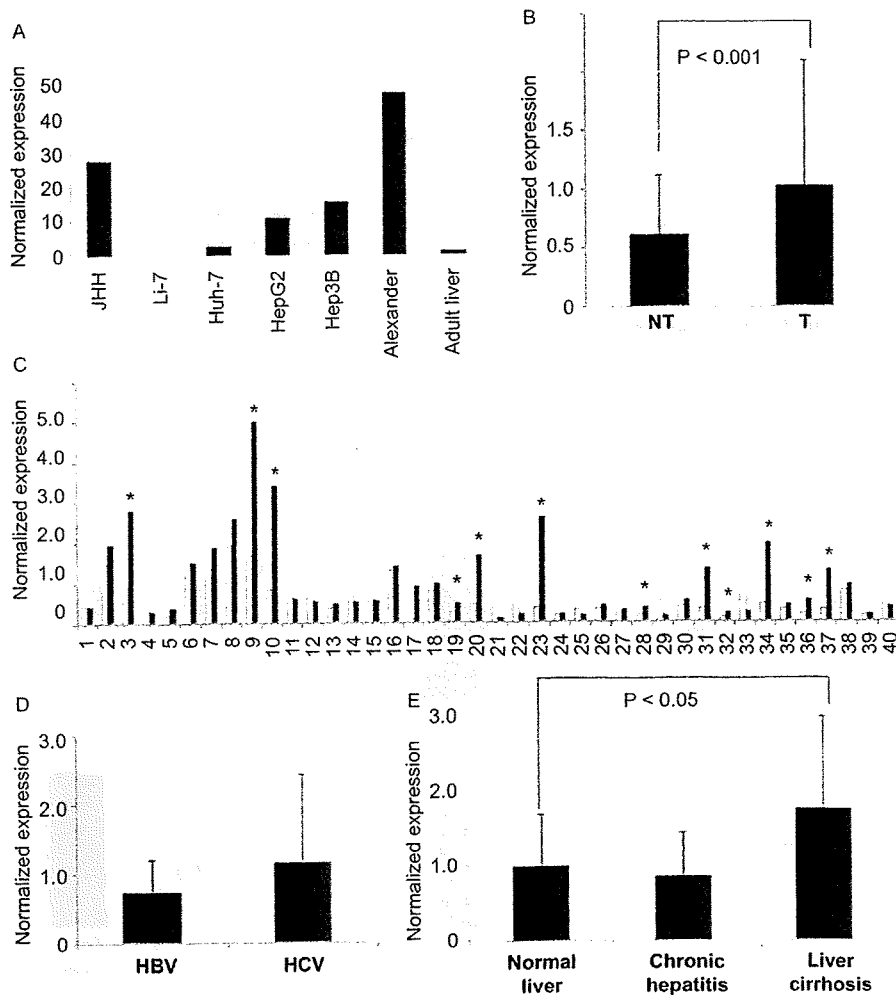 A
Normalized expression
50
40
30
20
10
0
JHH
Li-7
Huh-7
HepG2
Hep3B
Alexander
Adult liver
B
Normalized expression
P < 0.001
1.5
1.0
0.5
0
NT
T
C
Normalized expression
5.0
4.0
3.0
2.0
1.0
0
*
*
*
*
*
*
*
*
*
*
*
*
1
2
3
4
5
6
7
8
9
10
11
12
13
14
15
16
17
18
19
20
21
22
23
24
25
26
27
28
29
30
31
32
33
34
35
36
37
38
39
40
D
Normalized expression
3.0
2.0
1.0
0
HBV
HCV
E
Normalized expression
P < 0.05
3.0
2.0
1.0
0
Normal
liver
Chronic
hepatitis
Liver
cirrhosis